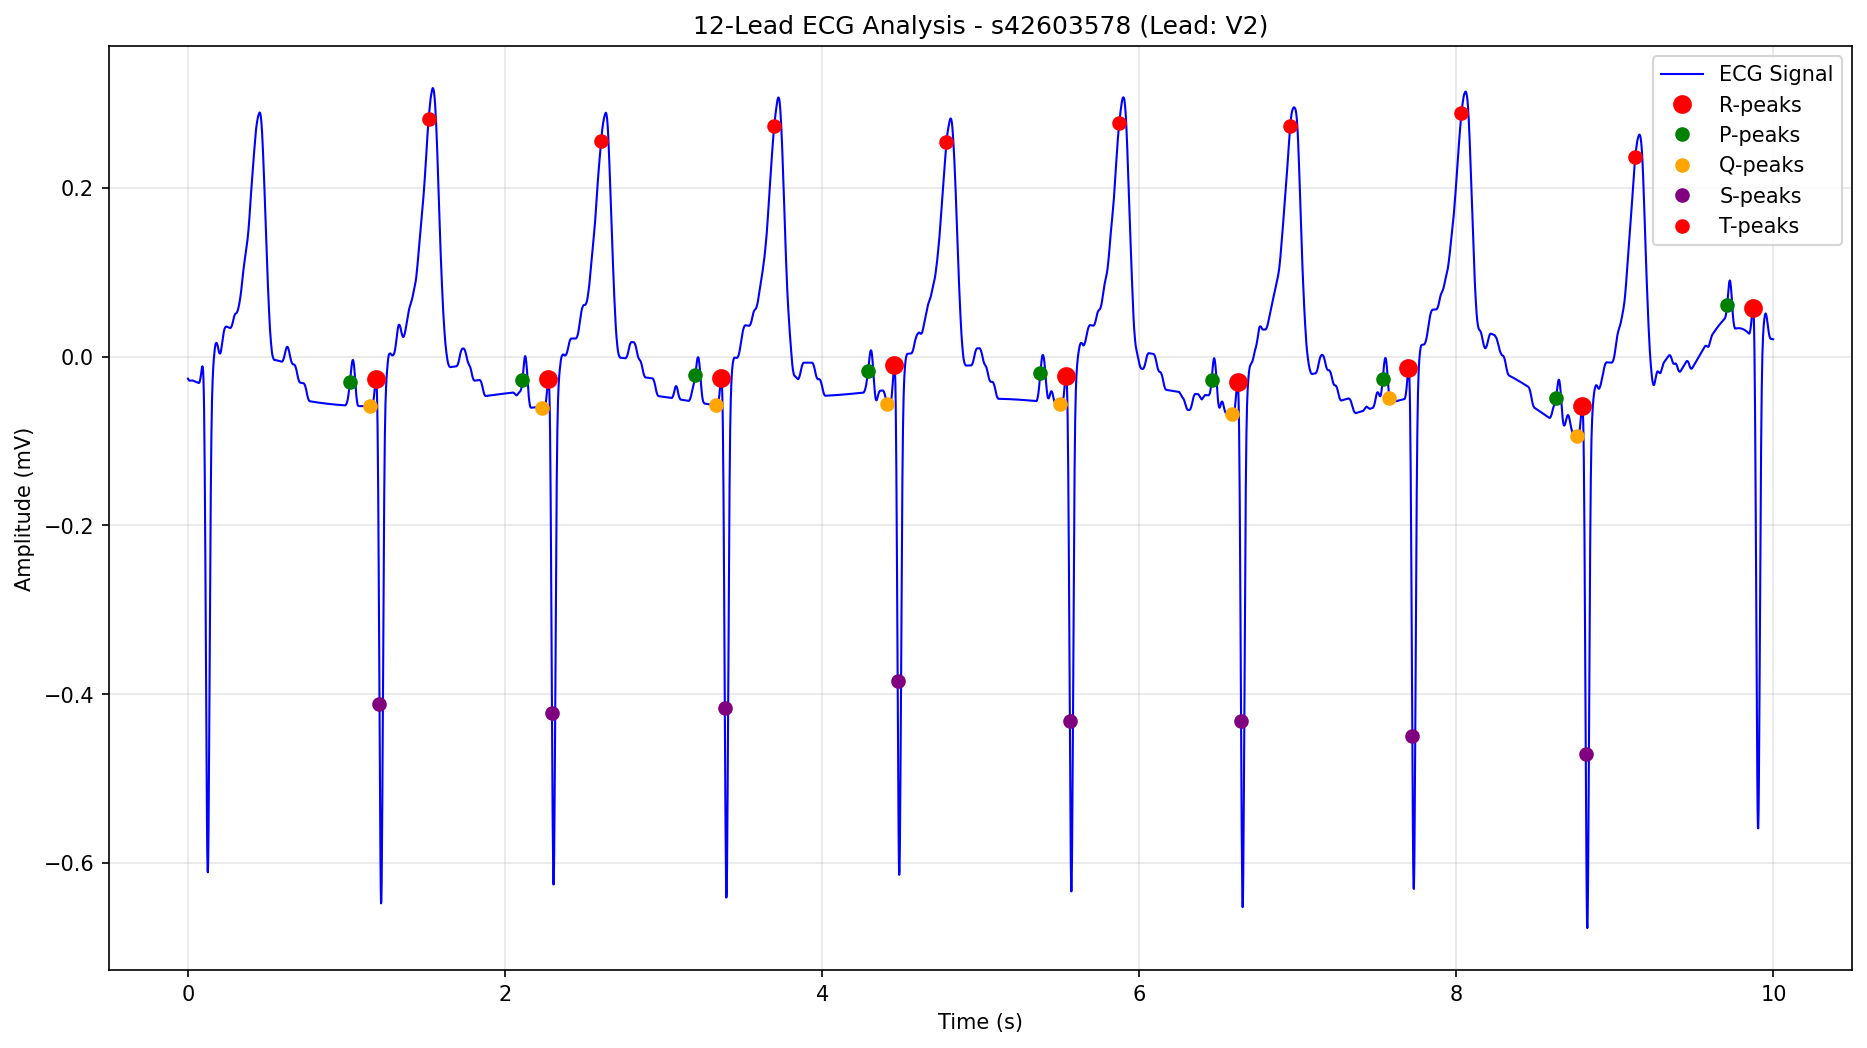 12-Lead ECG Analysis - s42603578 (Lead: V2)
ECG Signal
R-peaks
P-peaks
Q-peaks
S-peaks
T-peaks
0.2
0.0
−0.2
−0.4
−0.6
Amplitude (mV)
0
2
4
6
8
10
Time (s)